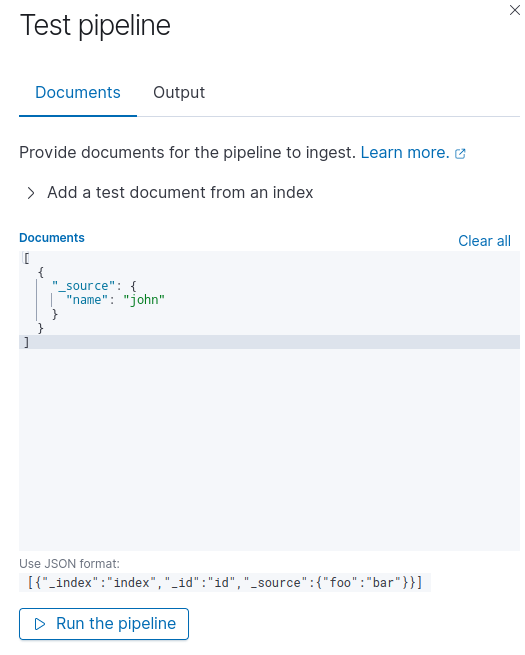 Test pipeline
Documents Output
Provide documents for the pipeline to ingest. Learn more.
Add a test document from an index
Documents Clear all
[
  {
    "_source": {
      "name": "john"
    }
  }
]
Use JSON format:
[{"_index":"index","_id":"id","_source":{"foo":"bar"}}]
Run the pipeline